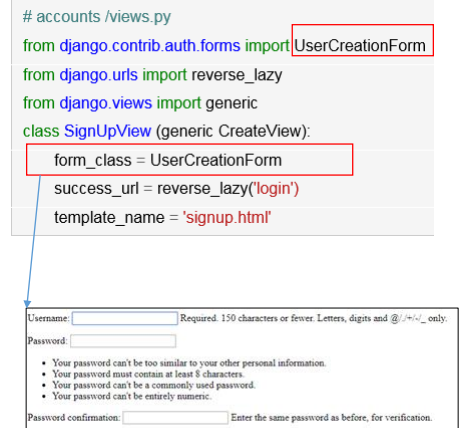 # accounts /views.py
from django.contrib.auth.forms import UserCreationForm
from django.urls import reverse_lazy
from django.views import generic
class SignUpView (generic CreateView):
form_class = UserCreationForm
success_url = reverse_lazy('login')
template_name = 'signup.html'
Username: Required. 150 characters or fewer. Letters, digits and @/./+/-/_ only.
Password:
• Your password can't be too similar to your other personal information.
• Your password must contain at least 8 characters.
• Your password can't be a commonly used password.
• Your password can't be entirely numeric.
Password confirmation: Enter the same password as before, for verification.